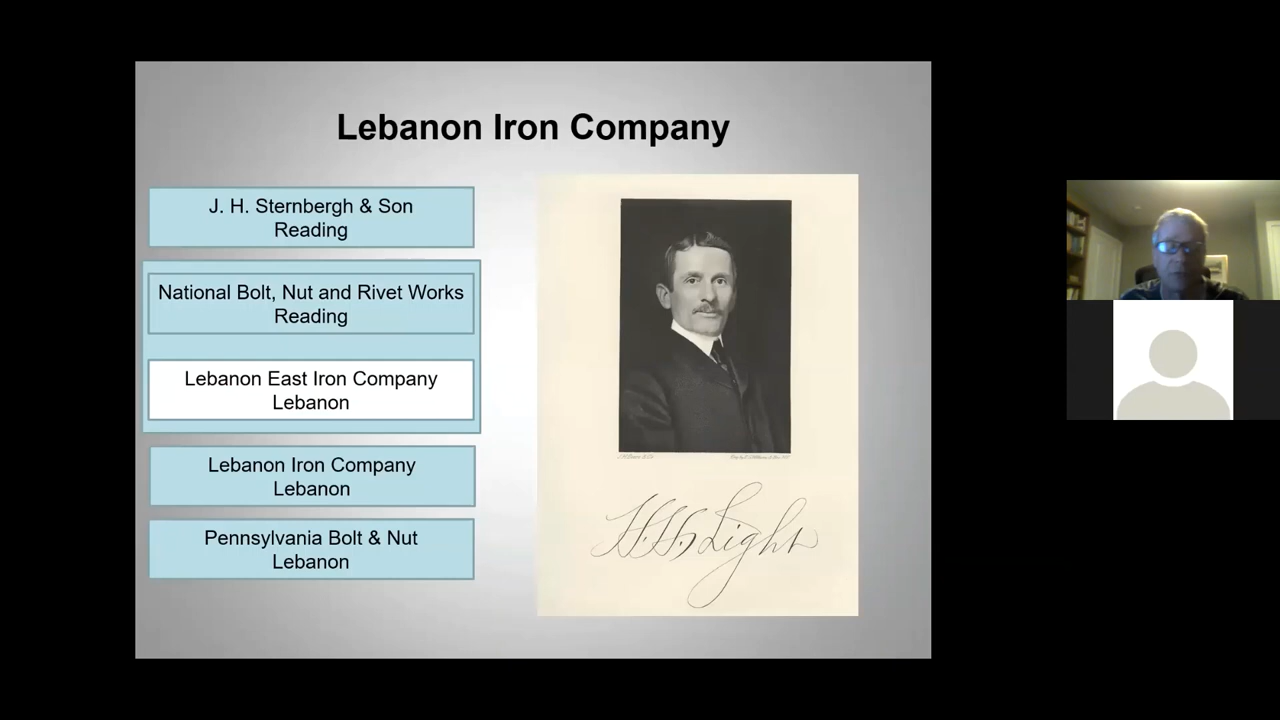 Lebanon Iron Company
J. H. Sternbergh & Son
Reading
National Bolt, Nut and Rivet Works
Reading
Lebanon East Iron Company
Lebanon
Lebanon Iron Company
Lebanon
Pennsylvania Bolt & Nut
Lebanon
H. H. Light